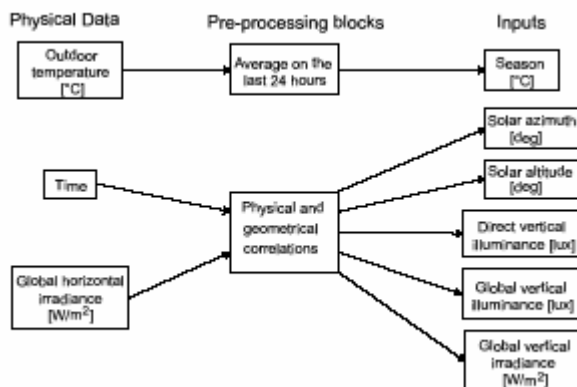 Physical Data
Pre-processing blocks
Inputs
Outdoor
temperature
[°C]
Average on the
last 24 hours
Season
[°C]
Solar azimuth
[deg]
Solar altitude
[deg]
Time
Physical and
geometrical
correlations
Direct vertical
illuminance [lux]
Global horizontal
irradiance
[W/m²]
Global vertical
illuminance [lux]
Global vertical
irradiance
[W/m²]